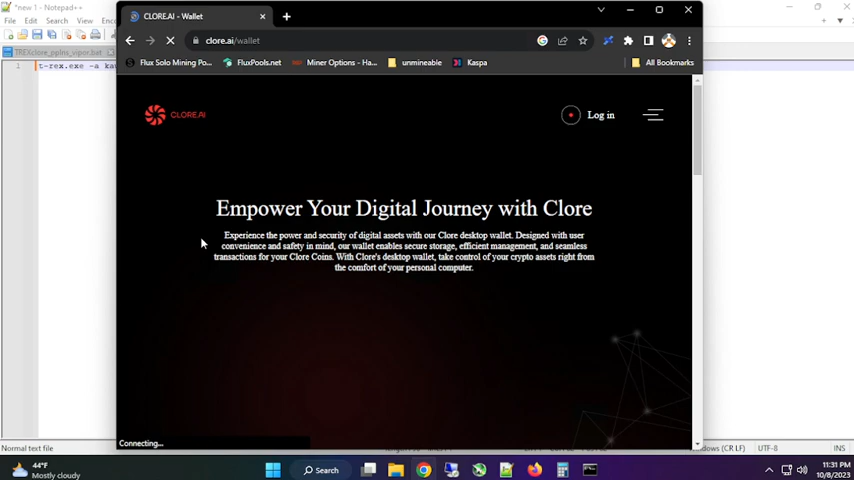 *new 1 - Notepad++
File Edit Search View Enco
CLORE.AI - Wallet
clore.ai/wallet
Flux Solo Mining Po...
FluxPools.net
Miner Options - Ha...
unmineable
Kaspa
All Bookmarks
TREXclore_pplns_vipor.bat
1
t-rex.exe -a kaw
CLORE.AI
Log in
Empower Your Digital Journey with Clore
Experience the power and security of digital assets with our Clore desktop wallet. Designed with user
convenience and safety in mind, our wallet enables secure storage, efficient management, and seamless
transactions for your Clore Coins. With Clore's desktop wallet, take control of your crypto assets right from
the comfort of your personal computer.
Connecting...
Normal text file
Windows (CR LF)
UTF-8
INS
44°F
Mostly cloudy
Search
11:31 PM
10/8/2023